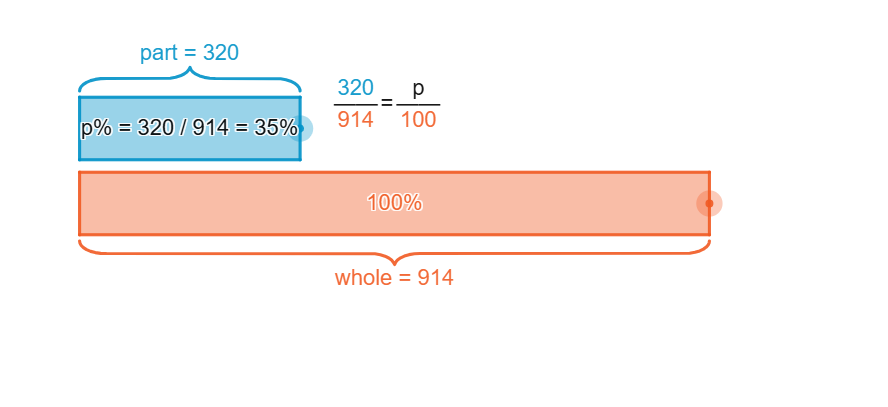 part = 320
320
914
=
p
100
p% = 320 / 914 = 35%
100%
whole = 914